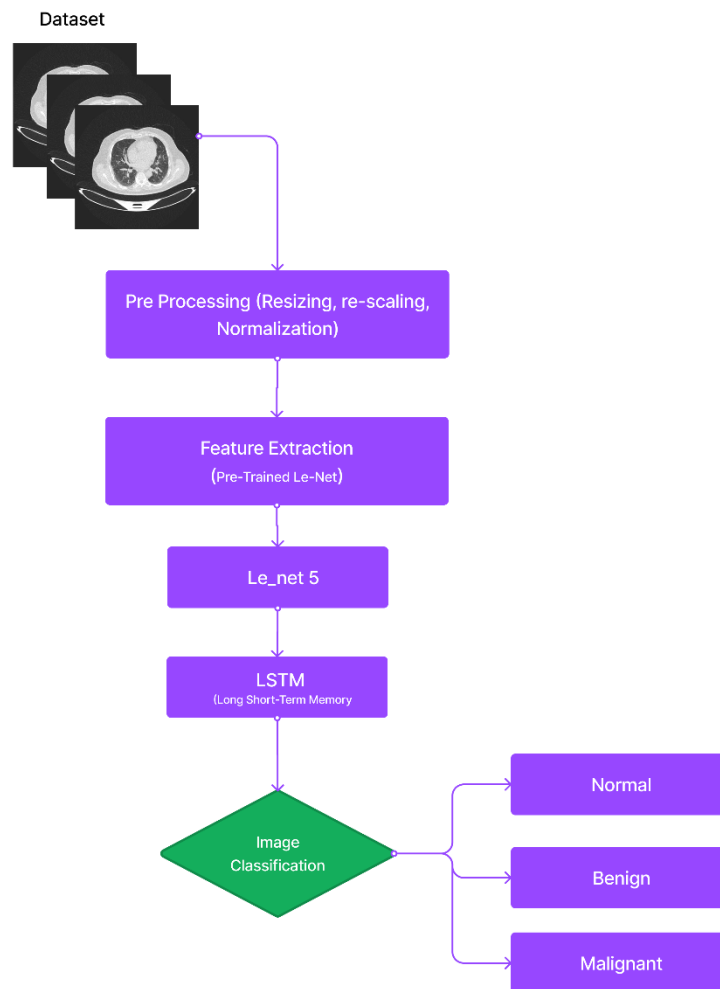 Dataset
Pre Processing (Resizing, re-scaling,
Normalization)
Feature Extraction
(Pre-Trained Le-Net)
Le_net 5
LSTM
(Long Short-Term Memory
Image
Classification
Normal
Benign
Malignant